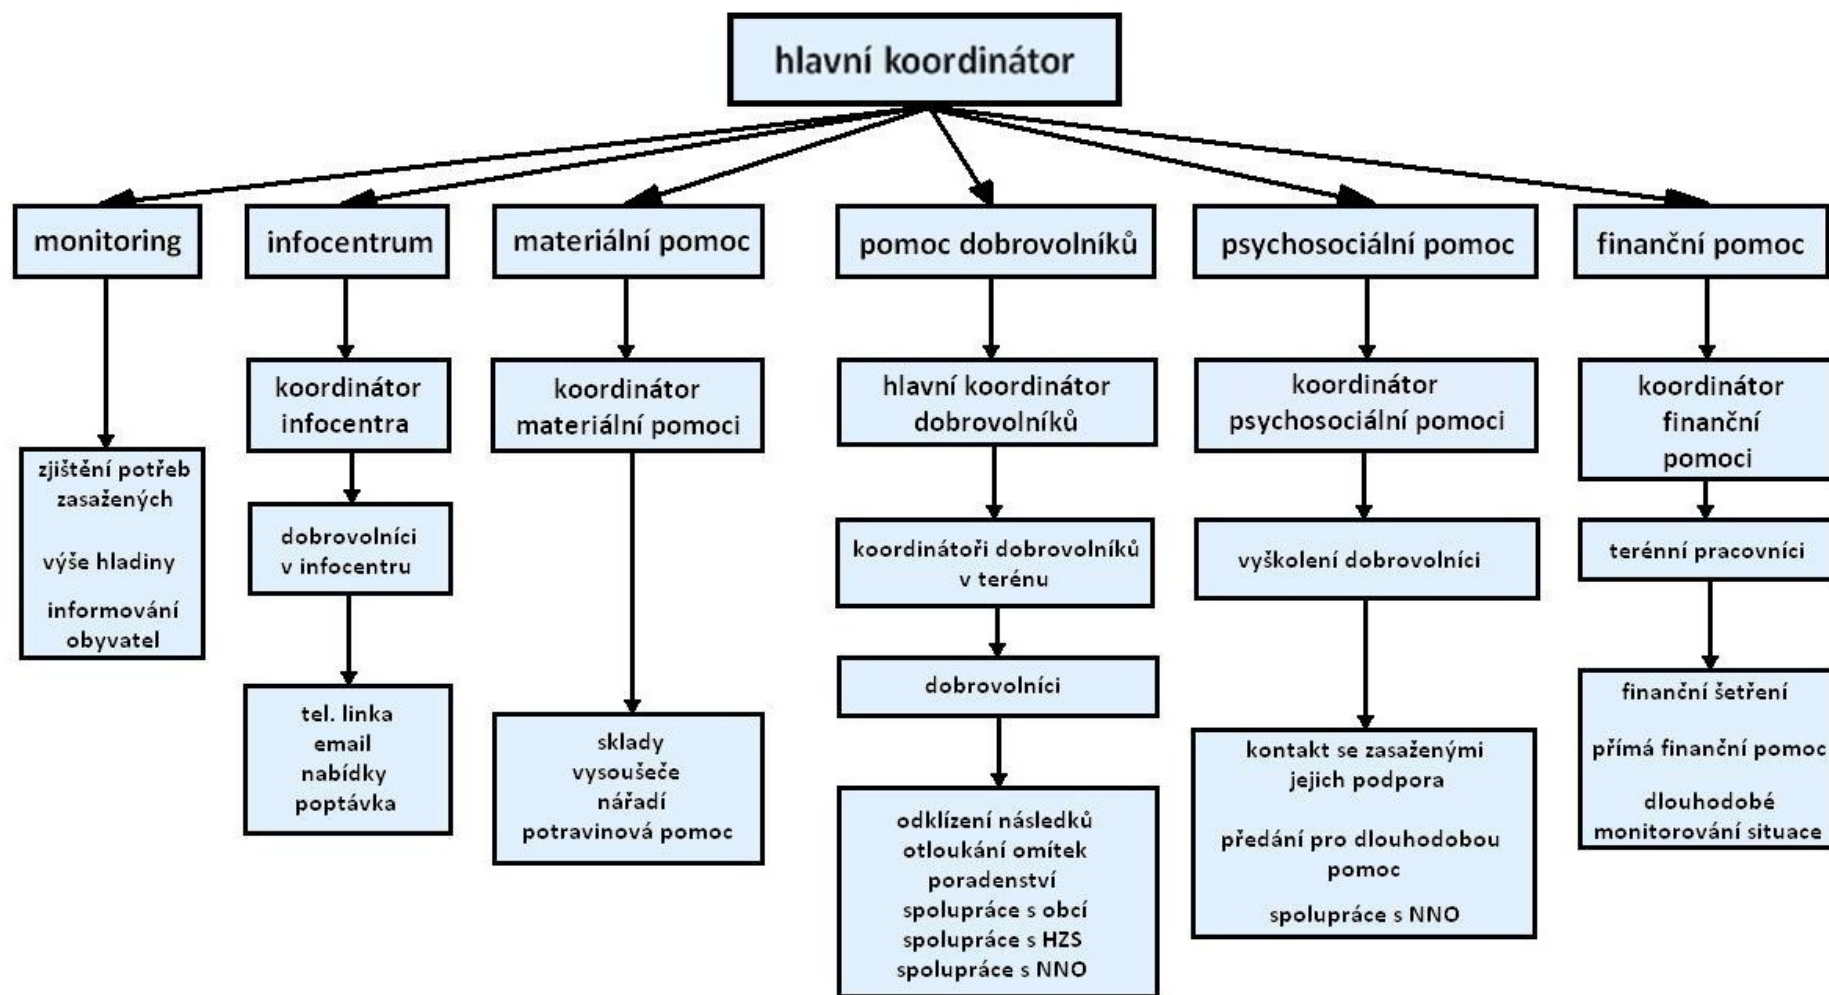 hlavní koordinátor
monitoring
infocentrum
materiální pomoc
pomoc dobrovolníků
psychosociální pomoc
finanční pomoc
koordinátor
infocentra
koordinátor
materiální pomoci
hlavní koordinátor
dobrovolníků
koordinátor
psychosociální pomoci
koordinátor
finanční
pomoci
zjištění potřeb
zasažených
výše hladiny
informování
obyvatel
dobrovolníci
v infocentru
koordinátoři dobrovolníků
v terénu
vyškolení dobrovolníci
terénní pracovníci
dobrovolníci
tel. linka
email
nabídky
poptávka
sklady
vysoušeče
nářadí
potravinová pomoc
odklízení následků
otloukání omítek
poradenství
spolupráce s obcí
spolupráce s HZS
spolupráce s NNO
kontakt se zasaženými
jejich podpora
předání pro dlouhodobou
pomoc
spolupráce s NNO
finanční šetření
přímá finanční pomoc
dlouhodobé
monitorování situace